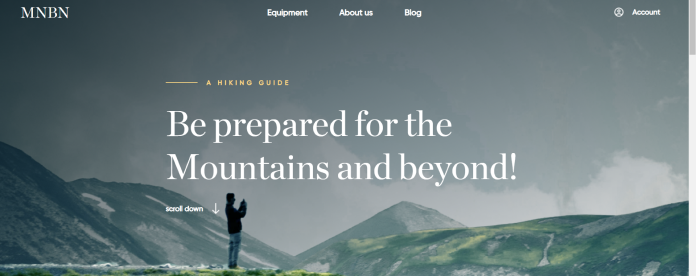 MNBN
Equipment
About us
Blog
Account
A HIKING GUIDE
Be prepared for the
Mountains and beyond!
scroll down